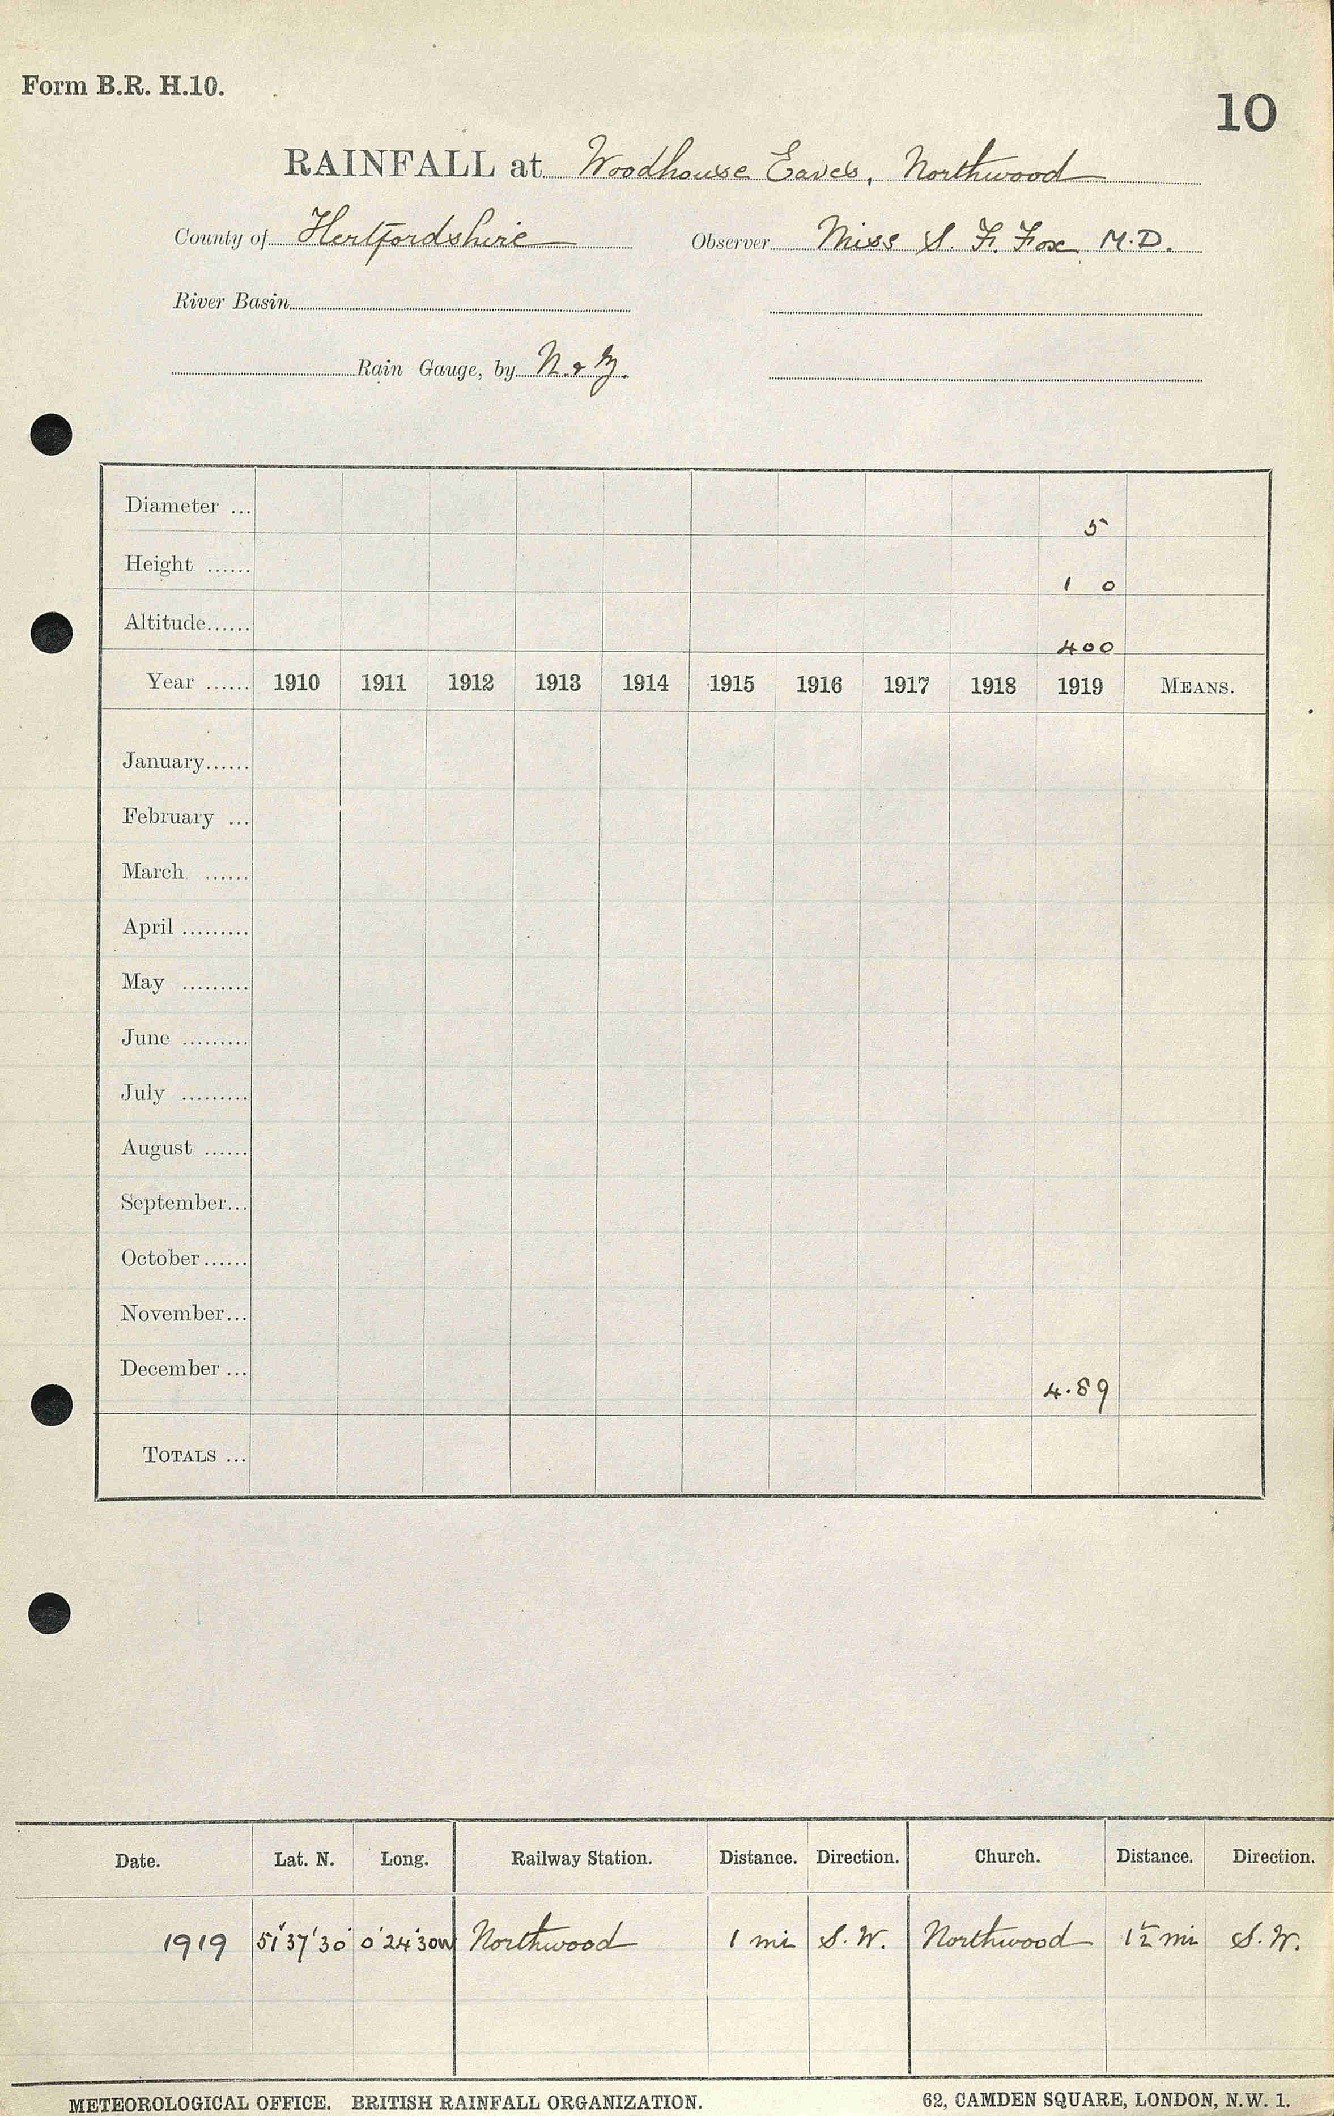 Form B.R. H.10.
10
RAINFALL at Woodhouse Eaves, Northwood
County of Hertfordshire Observer Miss S. F. Fox M.D.
River Basin
Rain Gauge, by N. & Z.
Diameter ... 5
Height ...... 1 0
Altitude...... 400
Year ...... 1910 1911 1912 1913 1914 1915 1916 1917 1918 1919 MEANS.
January......
February ...
March ......
April .........
May .........
June .........
July .........
August ......
September...
October......
November...
December ... 4.89
TOTALS ...
Date. Lat. N. Long. Railway Station. Distance. Direction. Church. Distance. Direction.
1919 51°37'30" 0°24'30W Northwood 1 mi S.W. Northwood 1½ mi S.W.
METEOROLOGICAL OFFICE. BRITISH RAINFALL ORGANIZATION. 62, CAMDEN SQUARE, LONDON, N.W. 1.